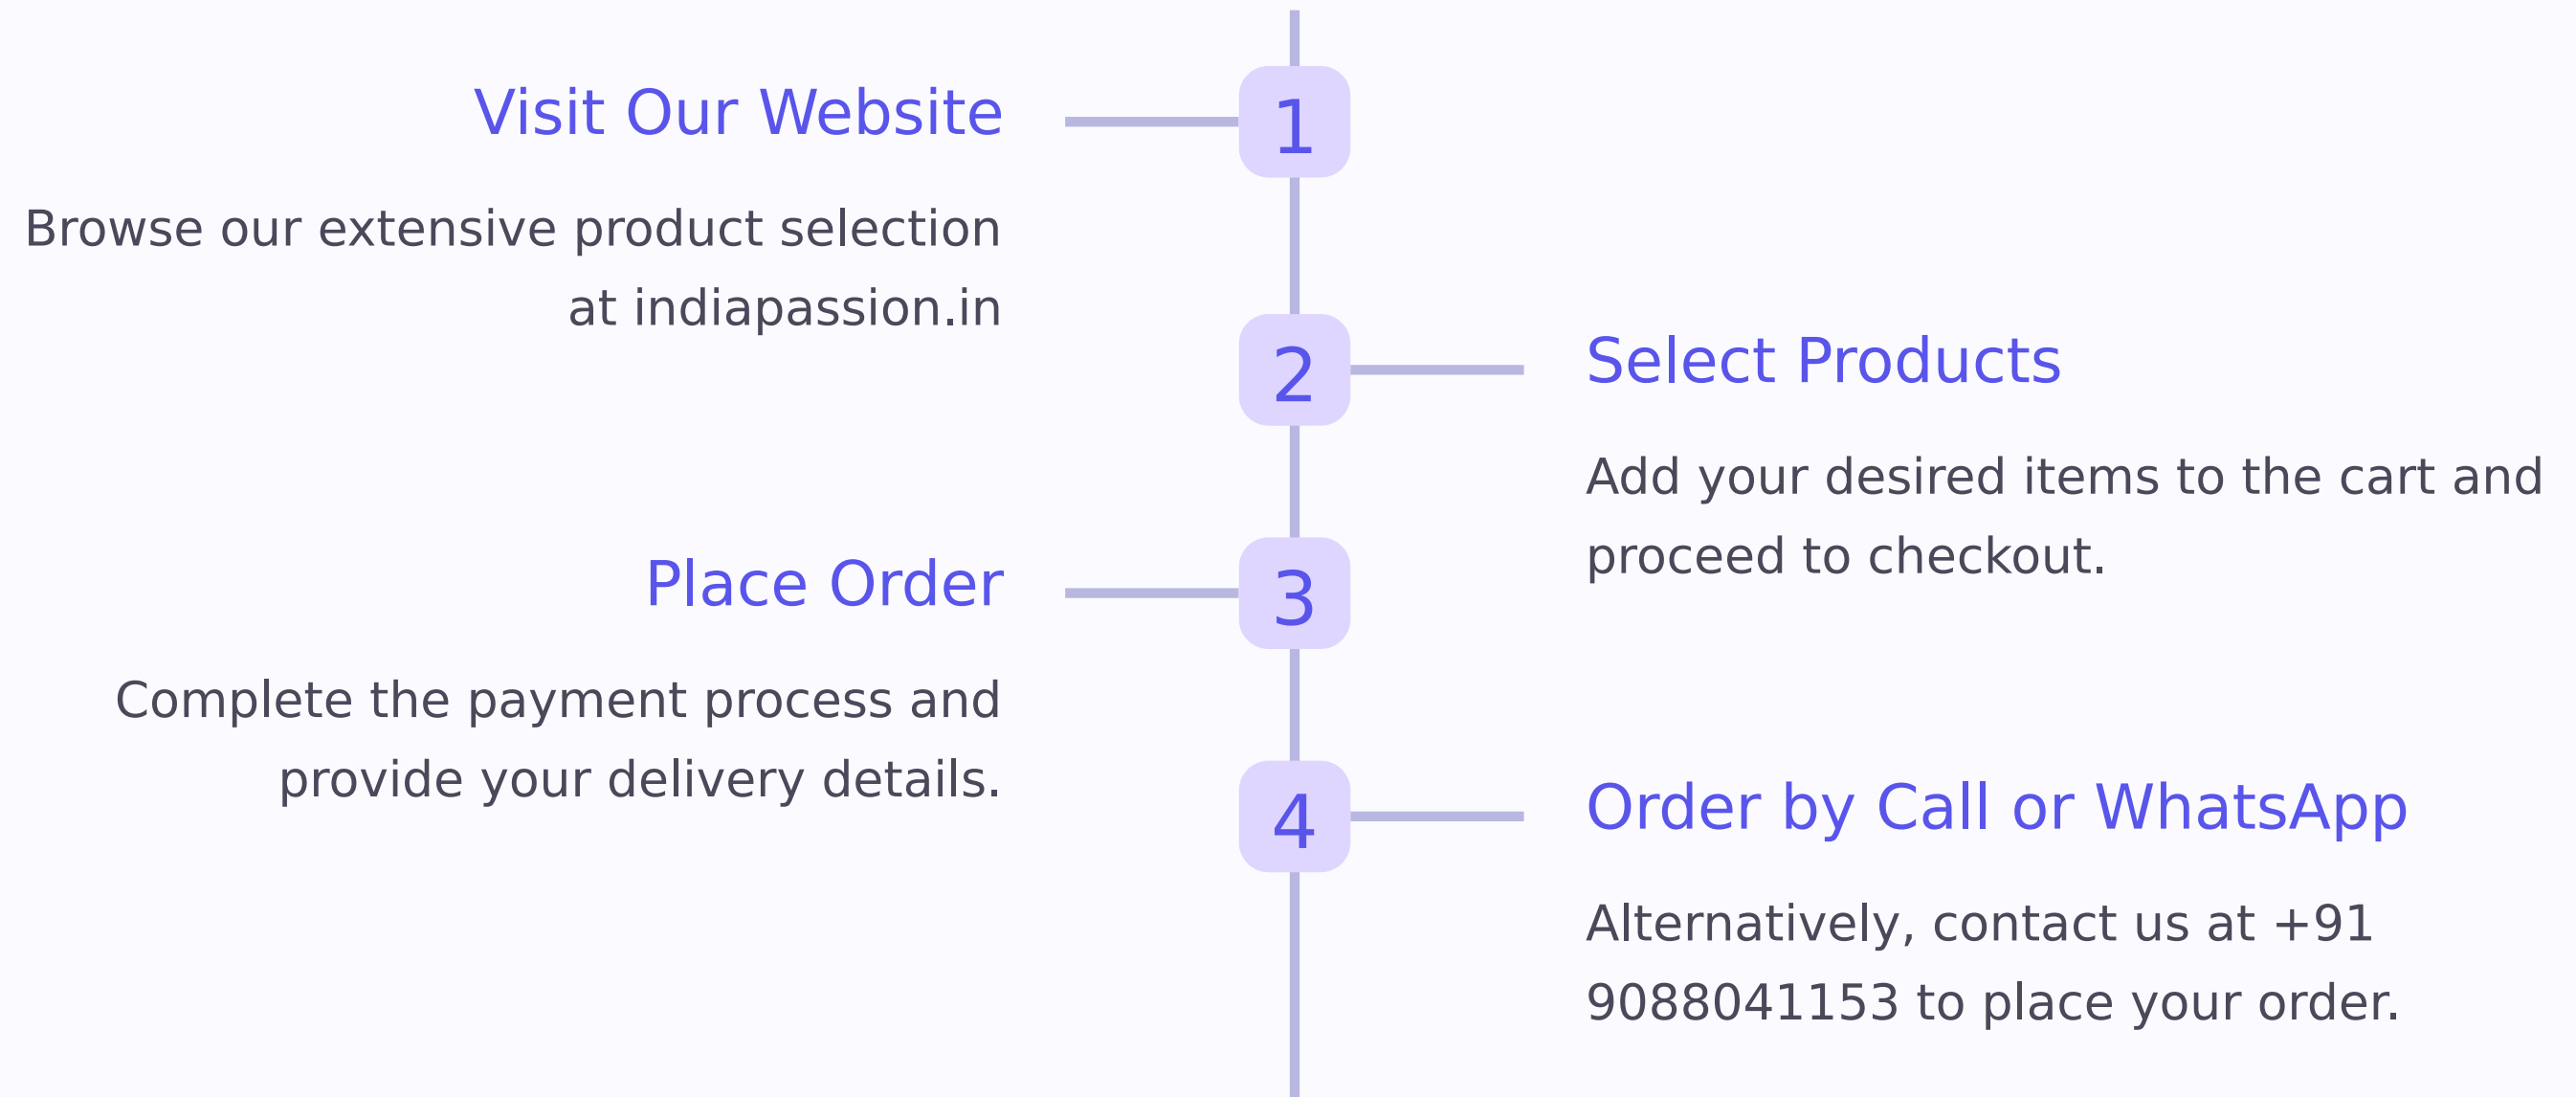 1
Visit Our Website
Browse our extensive product selection
at indiapassion.in
2
Select Products
Add your desired items to the cart and
proceed to checkout.
3
Place Order
Complete the payment process and
provide your delivery details.
4
Order by Call or WhatsApp
Alternatively, contact us at +91
9088041153 to place your order.